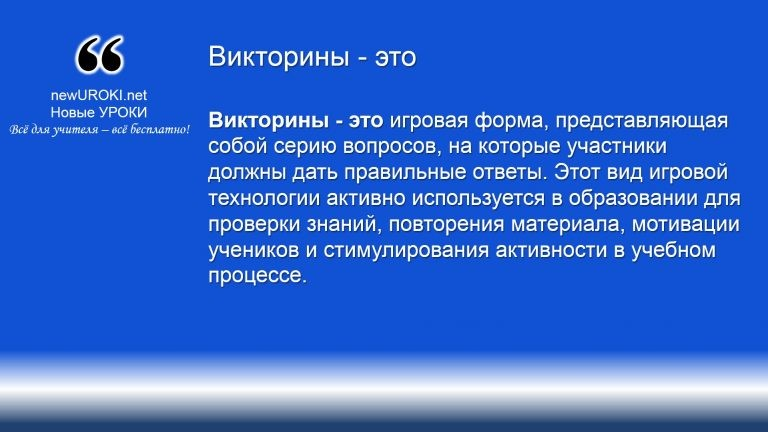 “
newUROKI.net
Новые УРОКИ
Всё для учителя – всё бесплатно!
Викторины - это
Викторины - это игровая форма, представляющая
собой серию вопросов, на которые участники
должны дать правильные ответы. Этот вид игровой
технологии активно используется в образовании для
проверки знаний, повторения материала, мотивации
учеников и стимулирования активности в учебном
процессе.